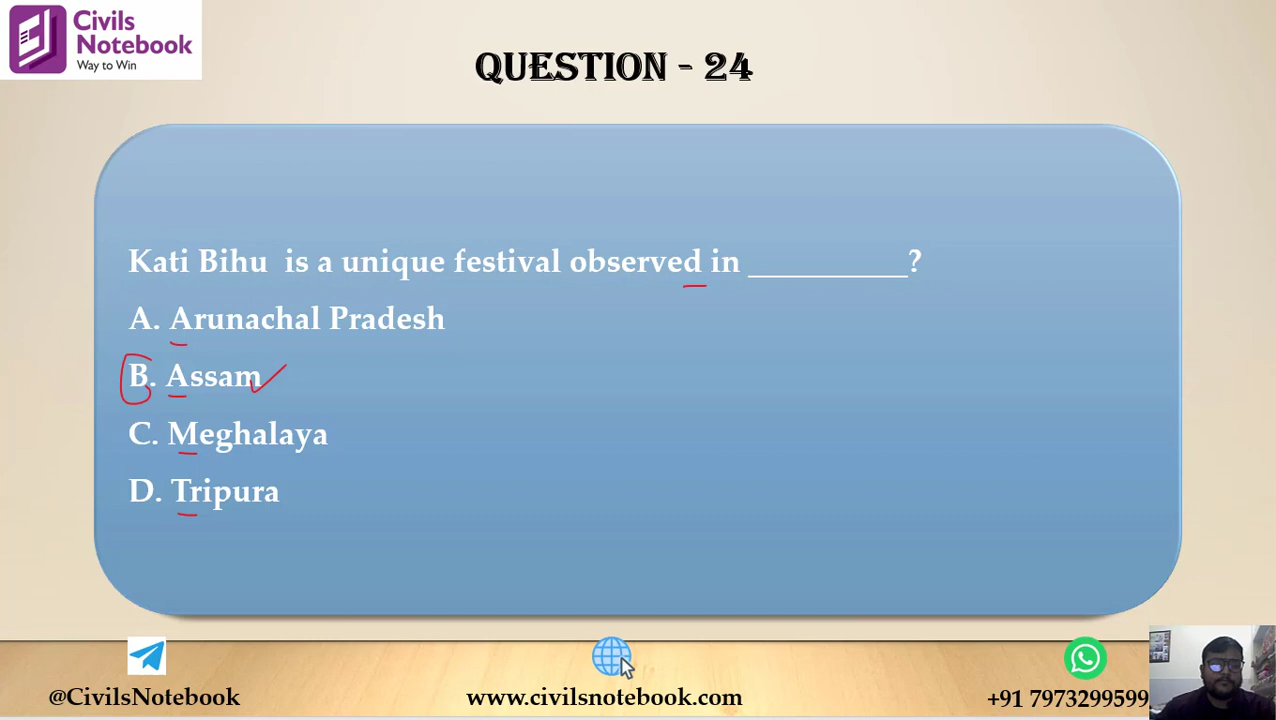 Civils
Notebook
Way to Win
QUESTION - 24
Kati Bihu is a unique festival observed in __________?
A. Arunachal Pradesh
B. Assam
C. Meghalaya
D. Tripura
@CivilsNotebook
www.civilsnotebook.com
+91 7973299599